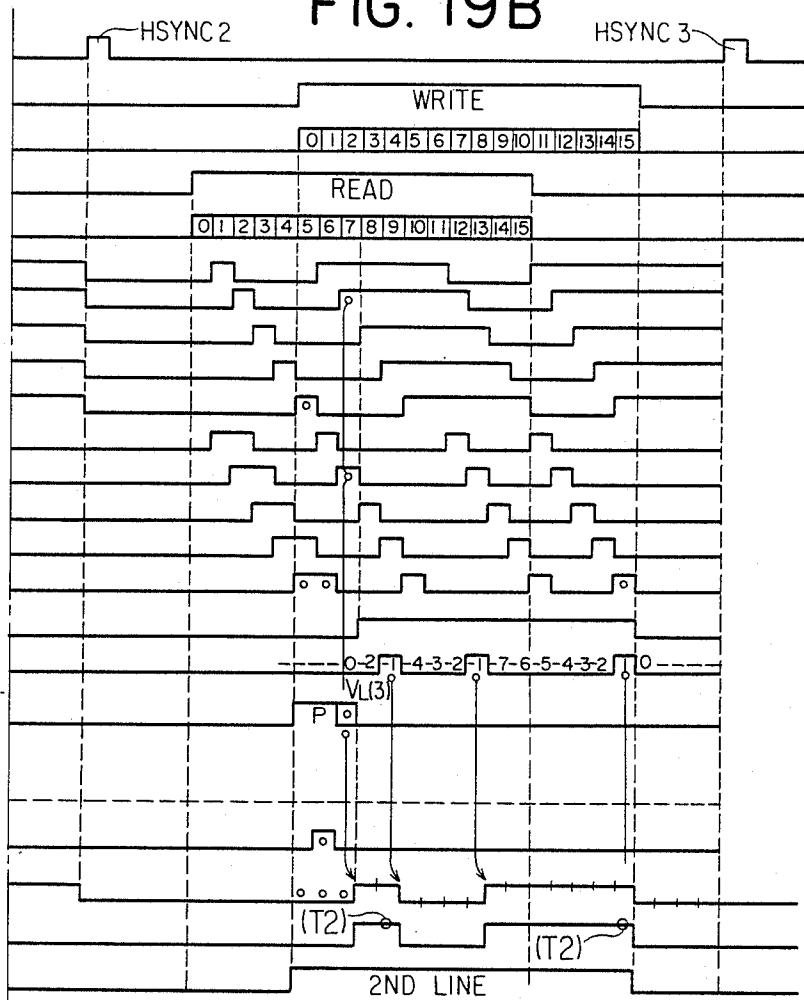 FIG. 19B
HSYNC 2 HSYNC 3
WRITE
0 1 2 3 4 5 6 7 8 9 10 11 12 13 14 15
READ
0 1 2 3 4 5 6 7 8 9 10 11 12 13 14 15
0-2-1-4-3-2-1-7-6-5-4-3-2 1 0
VL(3)
P
(T2)
(T2)
2ND LINE